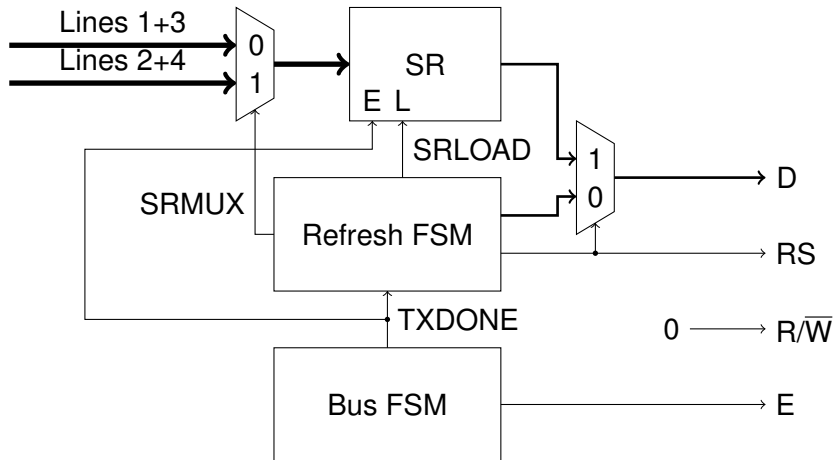 Lines 1+3
0
Lines 2+4
1
SR
E L
SRLOAD
1
D
SRMUX
0
Refresh FSM
RS
TXDONE
0
R/W̅
Bus FSM
E